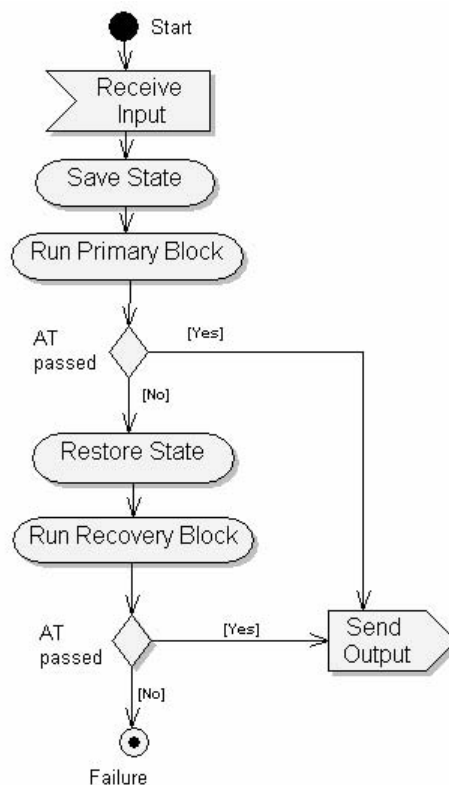 Start
Receive
Input
Save State
Run Primary Block
AT
passed
[Yes]
[No]
Restore State
Run Recovery Block
AT
passed
[Yes]
Send
Output
[No]
Failure